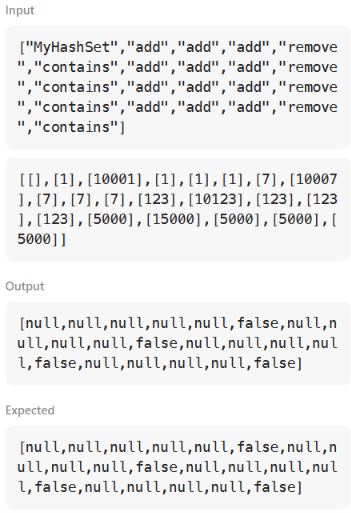 Input
["MyHashSet","add","add","add","remove
","contains","add","add","add","remove
","contains","add","add","add","remove
","contains","add","add","add","remove
","contains"]
[[],[1],[10001],[1],[1],[1],[7],[10007
],[7],[7],[7],[123],[10123],[123],[123
],[123],[5000],[15000],[5000],[5000],[
5000]]
Output
[null,null,null,null,null,false,null,n
ull,null,null,false,null,null,null,nul
l,false,null,null,null,null,false]
Expected
[null,null,null,null,null,false,null,n
ull,null,null,false,null,null,null,nul
l,false,null,null,null,null,false]